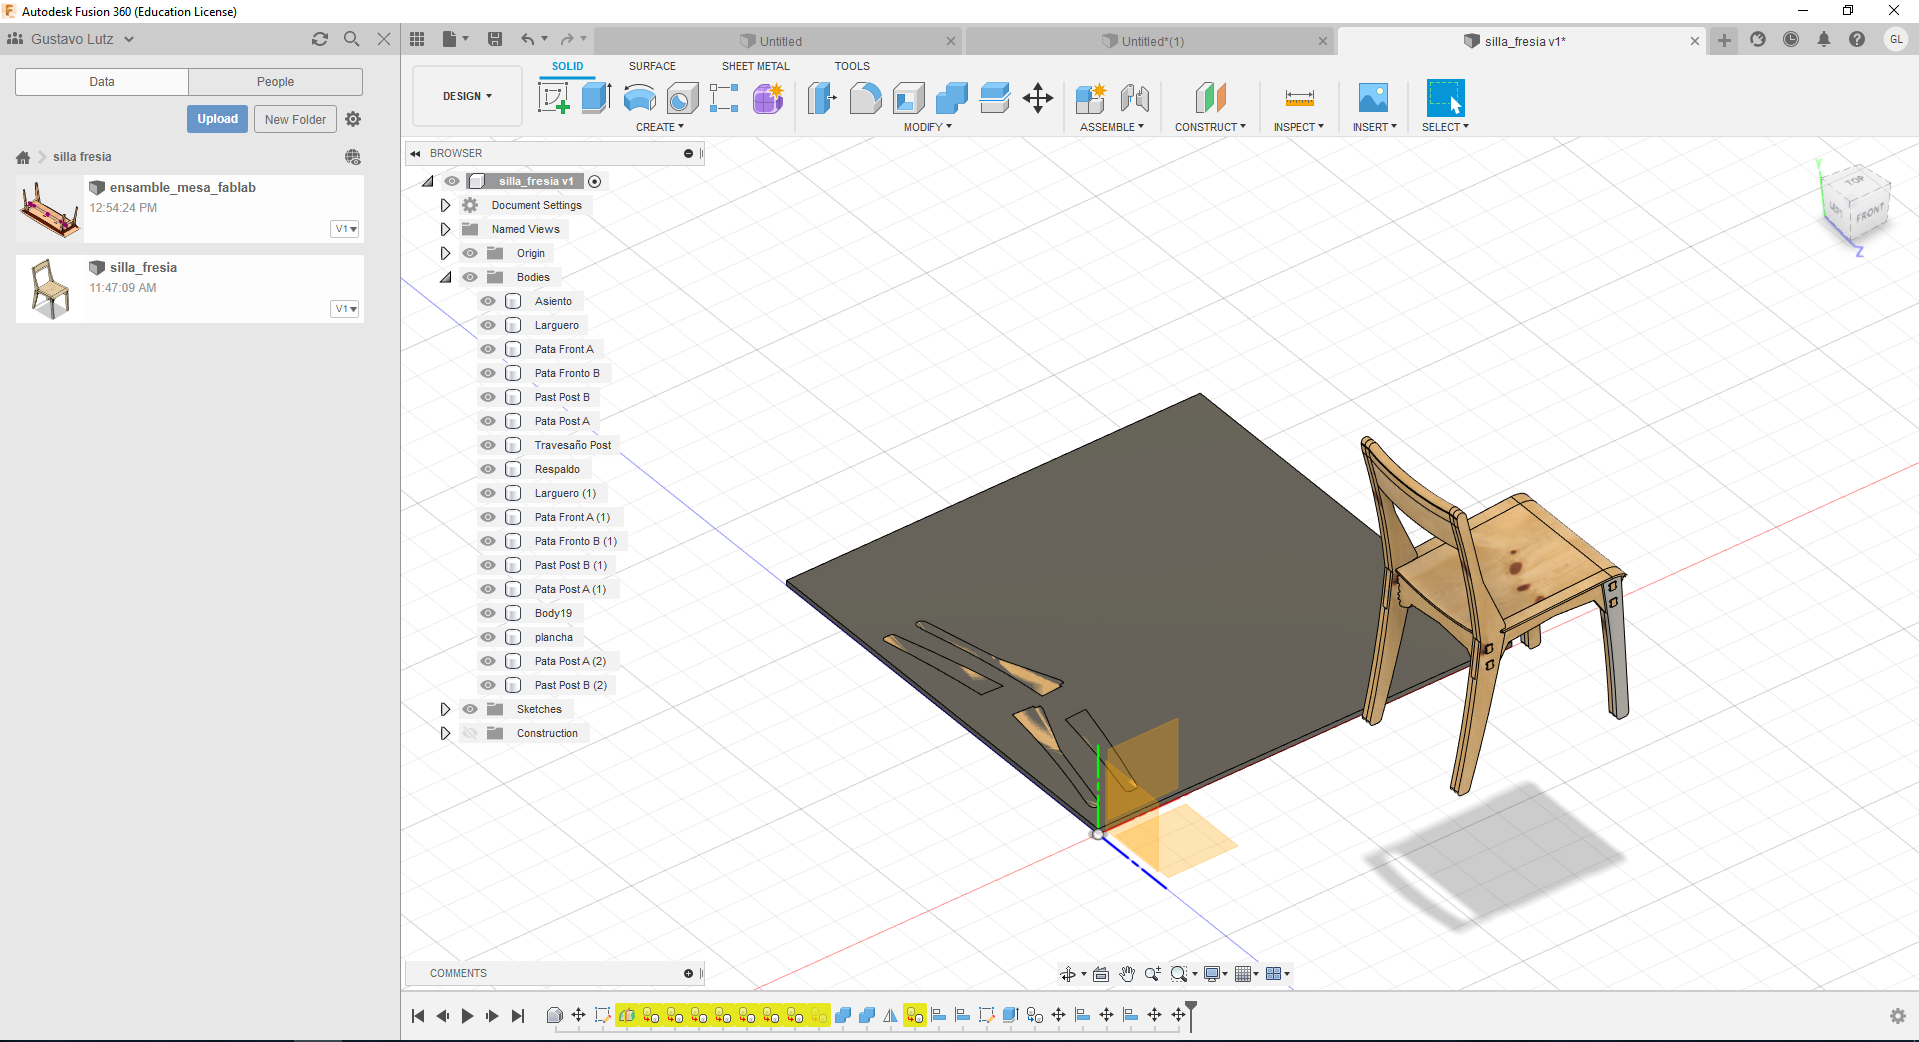 Autodesk Fusion 360 (Education License)
Gustavo Lutz
Untitled
Untitled*(1)
silla_fresia v1*
GL
Data
People
Upload
New Folder
silla fresia
ensamble_mesa_fablab
12:54:24 PM
V1
silla_fresia
11:47:09 AM
V1
SOLID
SURFACE
SHEET METAL
TOOLS
DESIGN
CREATE
MODIFY
ASSEMBLE
CONSTRUCT
INSPECT
INSERT
SELECT
BROWSER
silla_fresia v1
Document Settings
Named Views
Origin
Bodies
Asiento
Larguero
Pata Front A
Pata Fronto B
Past Post B
Pata Post A
Travesaño Post
Respaldo
Larguero (1)
Pata Front A (1)
Pata Fronto B (1)
Past Post B (1)
Pata Post A (1)
Body19
plancha
Pata Post A (2)
Past Post B (2)
Sketches
Construction
Y
TOP
LEFT
FRONT
Z
COMMENTS